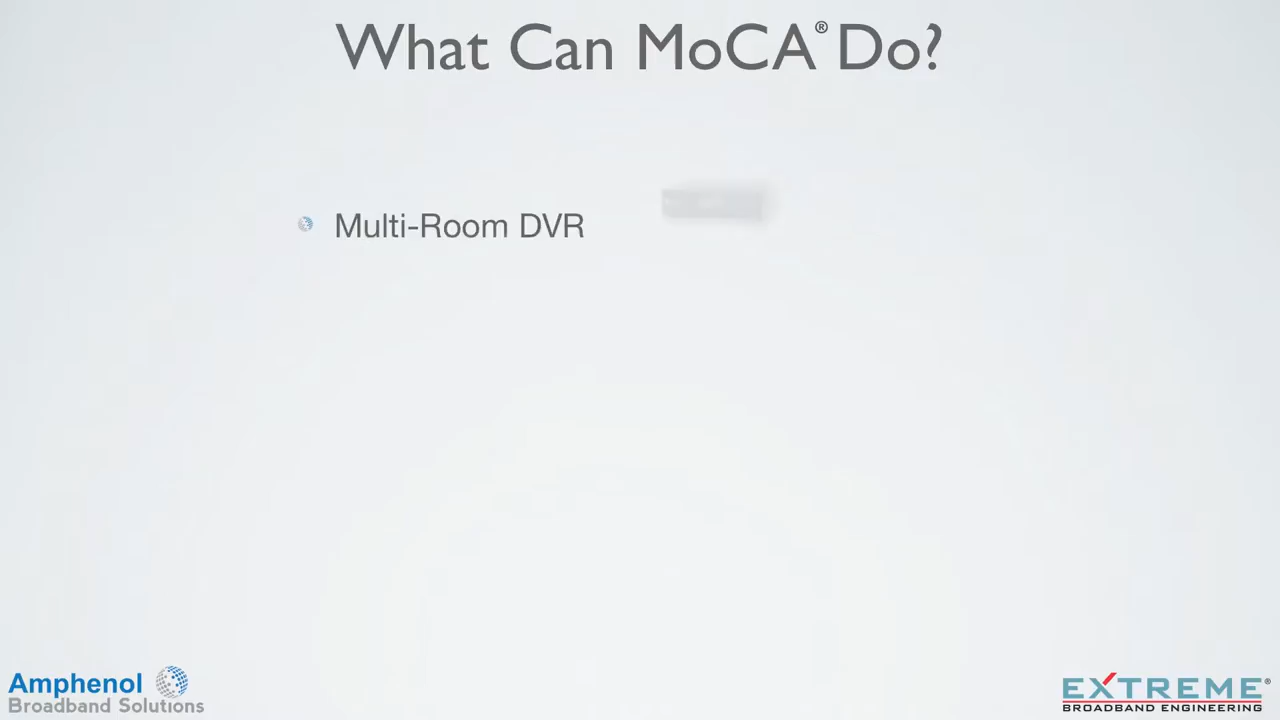 What Can MoCA® Do?
Multi-Room DVR
Amphenol
Broadband Solutions
EXTREME®
BROADBAND ENGINEERING